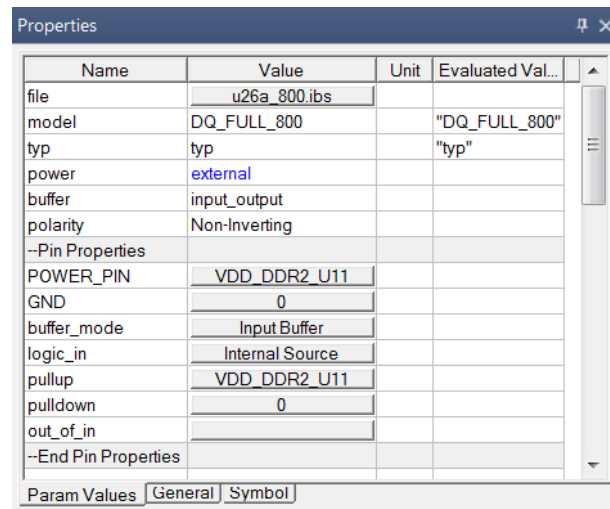 Properties
Name Value Unit Evaluated Val...
file u26a_800.ibs
model DQ_FULL_800 "DQ_FULL_800"
typ typ "typ"
power external
buffer input_output
polarity Non-Inverting
--Pin Properties
POWER_PIN VDD_DDR2_U11
GND 0
buffer_mode Input Buffer
logic_in Internal Source
pullup VDD_DDR2_U11
pulldown 0
out_of_in
--End Pin Properties
Param Values General Symbol